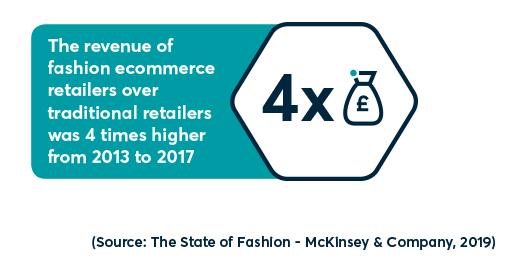 The revenue of
fashion ecommerce
retailers over
traditional retailers
was 4 times higher
from 2013 to 2017
4x
£
(Source: The State of Fashion - McKinsey & Company, 2019)